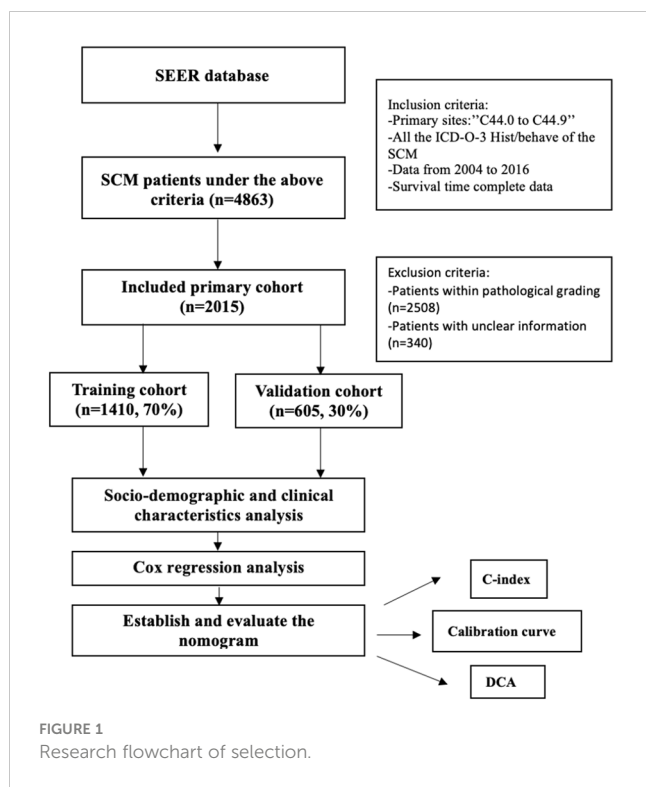 SEER database
Inclusion criteria:
-Primary sites:”C44.0 to C44.9”
-All the ICD-O-3 Hist/behave of the
SCM
-Data from 2004 to 2016
-Survival time complete data
SCM patients under the above
criteria (n=4863)
Exclusion criteria:
-Patients within pathological grading
(n=2508)
-Patients with unclear information
(n=340)
Included primary cohort
(n=2015)
Training cohort
(n=1410, 70%)
Validation cohort
(n=605, 30%)
Socio-demographic and clinical
characteristics analysis
Cox regression analysis
Establish and evaluate the
nomogram
C-index
Calibration curve
DCA
FIGURE 1
Research flowchart of selection.